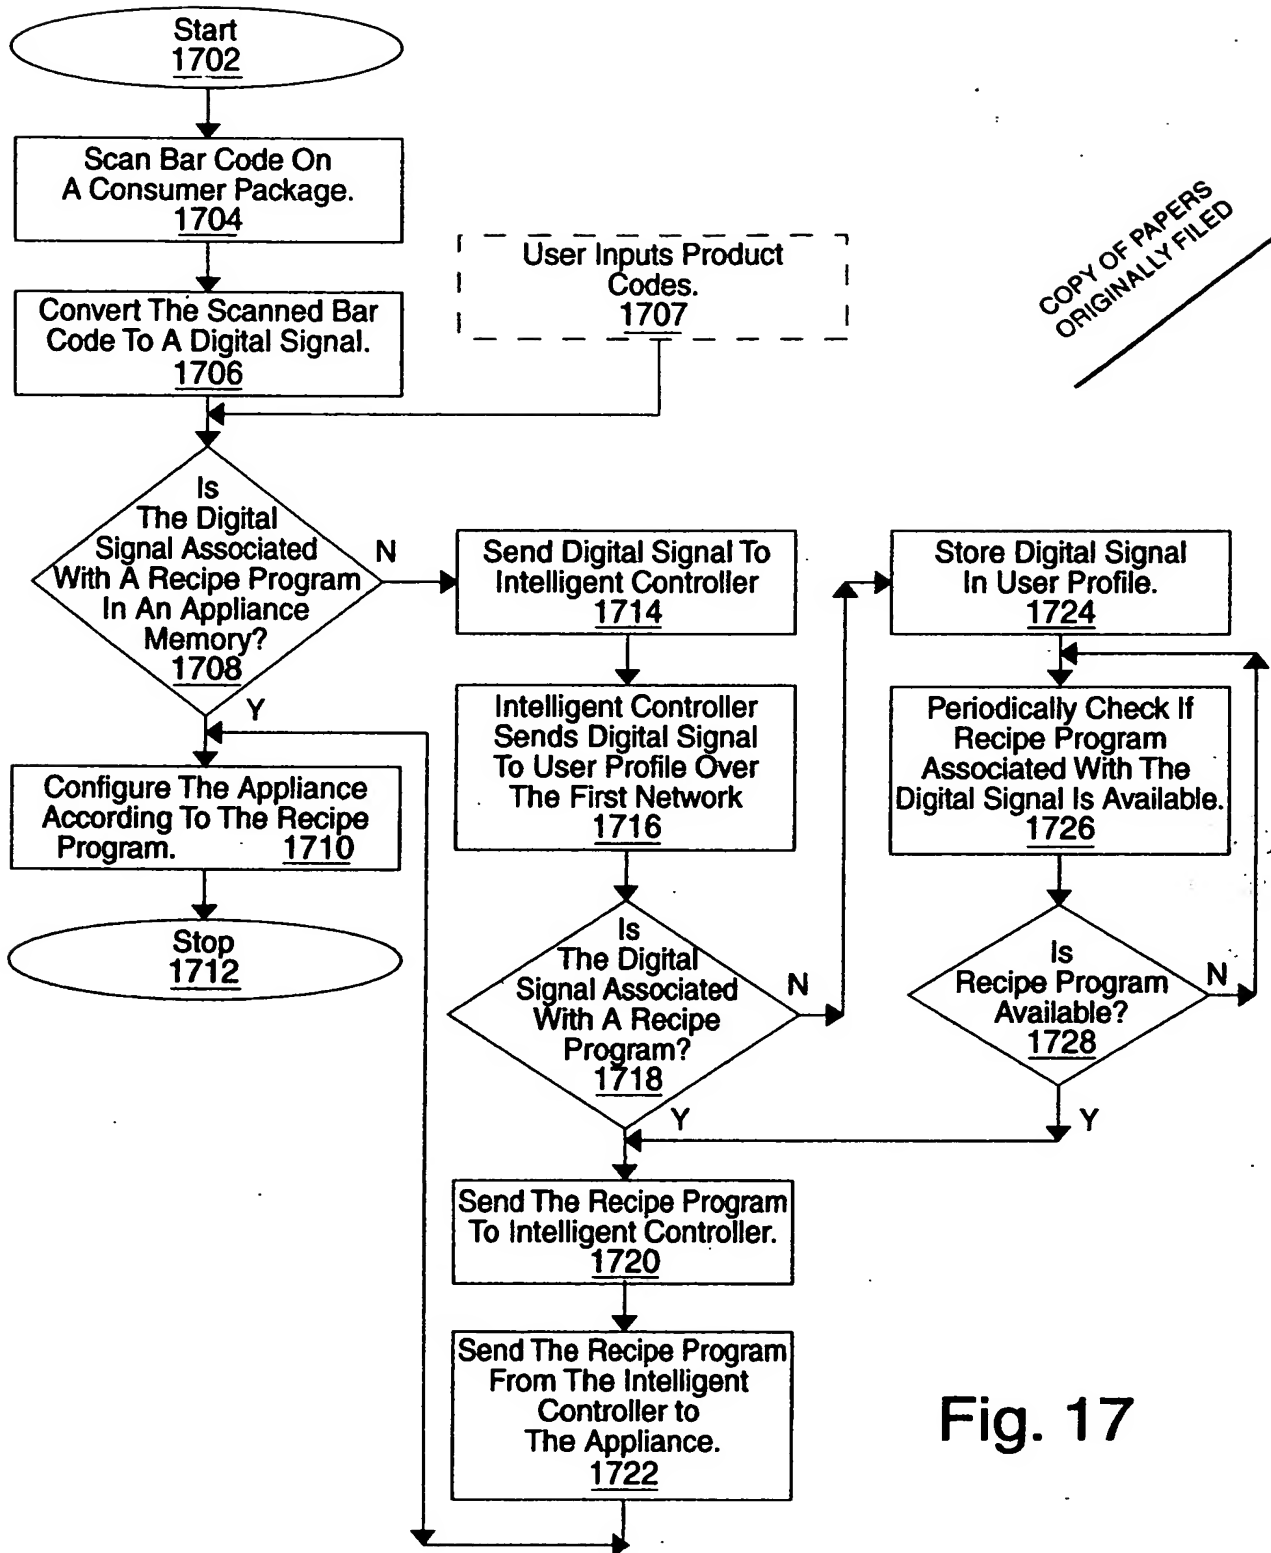 Start
1702
Scan Bar Code On
A Consumer Package.
1704
Convert The Scanned Bar
Code To A Digital Signal.
1706
User Inputs Product
Codes.
1707
COPY OF PAPERS
ORIGINALLY FILED
Is
The Digital
Signal Associated
With A Recipe Program
In An Appliance
Memory?
1708
N
Y
Configure The Appliance
According To The Recipe
Program. 1710
Stop
1712
Send Digital Signal To
Intelligent Controller
1714
Intelligent Controller
Sends Digital Signal
To User Profile Over
The First Network
1716
Is
The Digital
Signal Associated
With A Recipe
Program?
1718
N
Y
Store Digital Signal
In User Profile.
1724
Periodically Check If
Recipe Program
Associated With The
Digital Signal Is Available.
1726
Is
Recipe Program
Available?
1728
N
Y
Send The Recipe Program
To Intelligent Controller.
1720
Send The Recipe Program
From The Intelligent
Controller to
The Appliance.
1722
Fig. 17